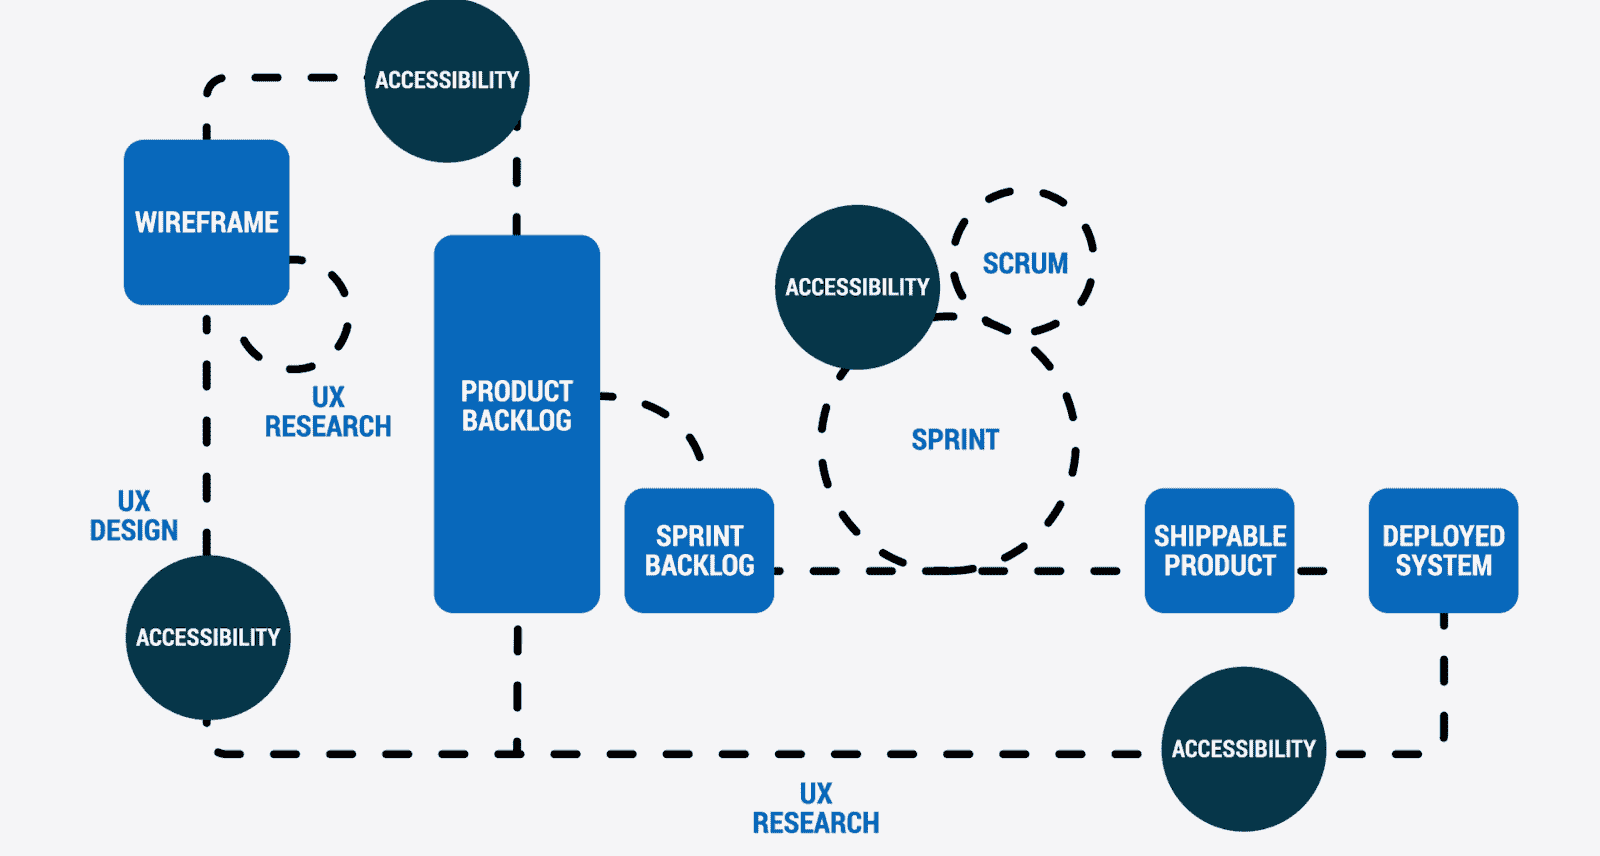 ACCESSIBILITY
WIREFRAME
UX
RESEARCH
UX
DESIGN
ACCESSIBILITY
PRODUCT
BACKLOG
SPRINT
BACKLOG
ACCESSIBILITY
SCRUM
SPRINT
SHIPPABLE
PRODUCT
DEPLOYED
SYSTEM
ACCESSIBILITY
UX
RESEARCH